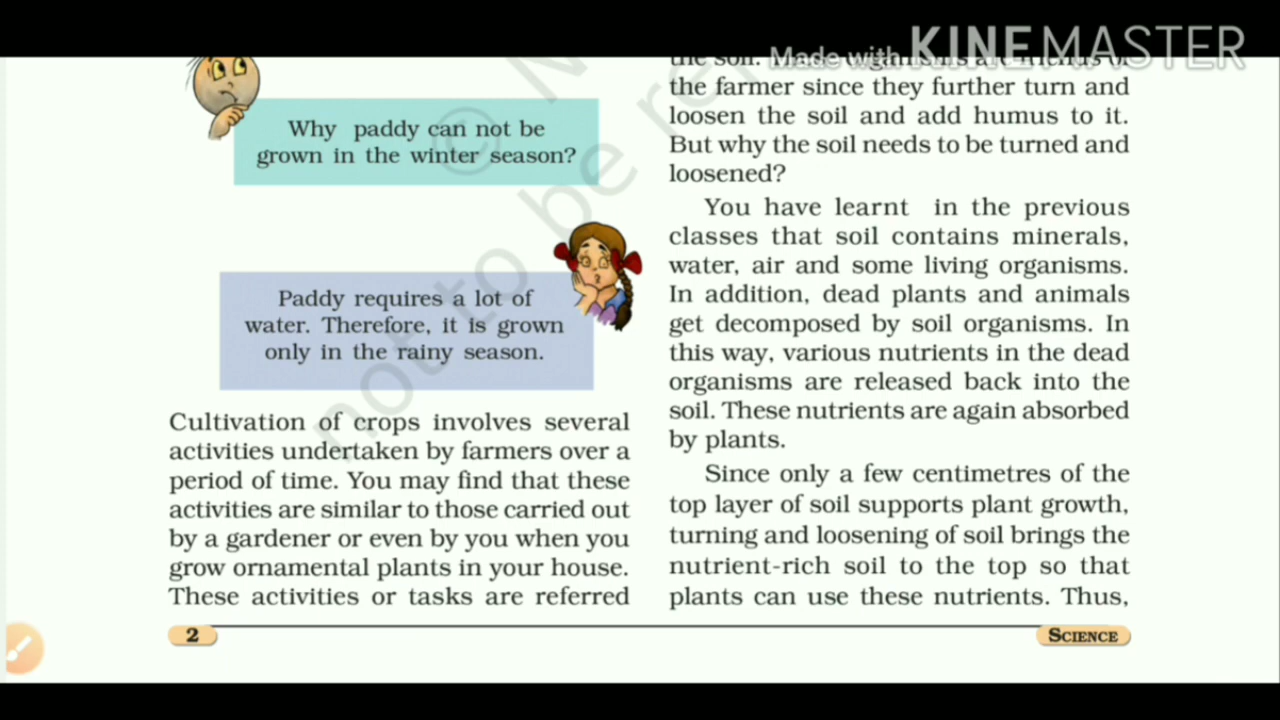 Made with KINEMASTER
Why paddy can not be
grown in the winter season?
Paddy requires a lot of
water. Therefore, it is grown
only in the rainy season.
Cultivation of crops involves several
activities undertaken by farmers over a
period of time. You may find that these
activities are similar to those carried out
by a gardener or even by you when you
grow ornamental plants in your house.
These activities or tasks are referred
the soil.
the farmer since they further turn and
loosen the soil and add humus to it.
But why the soil needs to be turned and
loosened?
You have learnt in the previous
classes that soil contains minerals,
water, air and some living organisms.
In addition, dead plants and animals
get decomposed by soil organisms. In
this way, various nutrients in the dead
organisms are released back into the
soil. These nutrients are again absorbed
by plants.
Since only a few centimetres of the
top layer of soil supports plant growth,
turning and loosening of soil brings the
nutrient-rich soil to the top so that
plants can use these nutrients. Thus,
2
SCIENCE
© N
not to be re